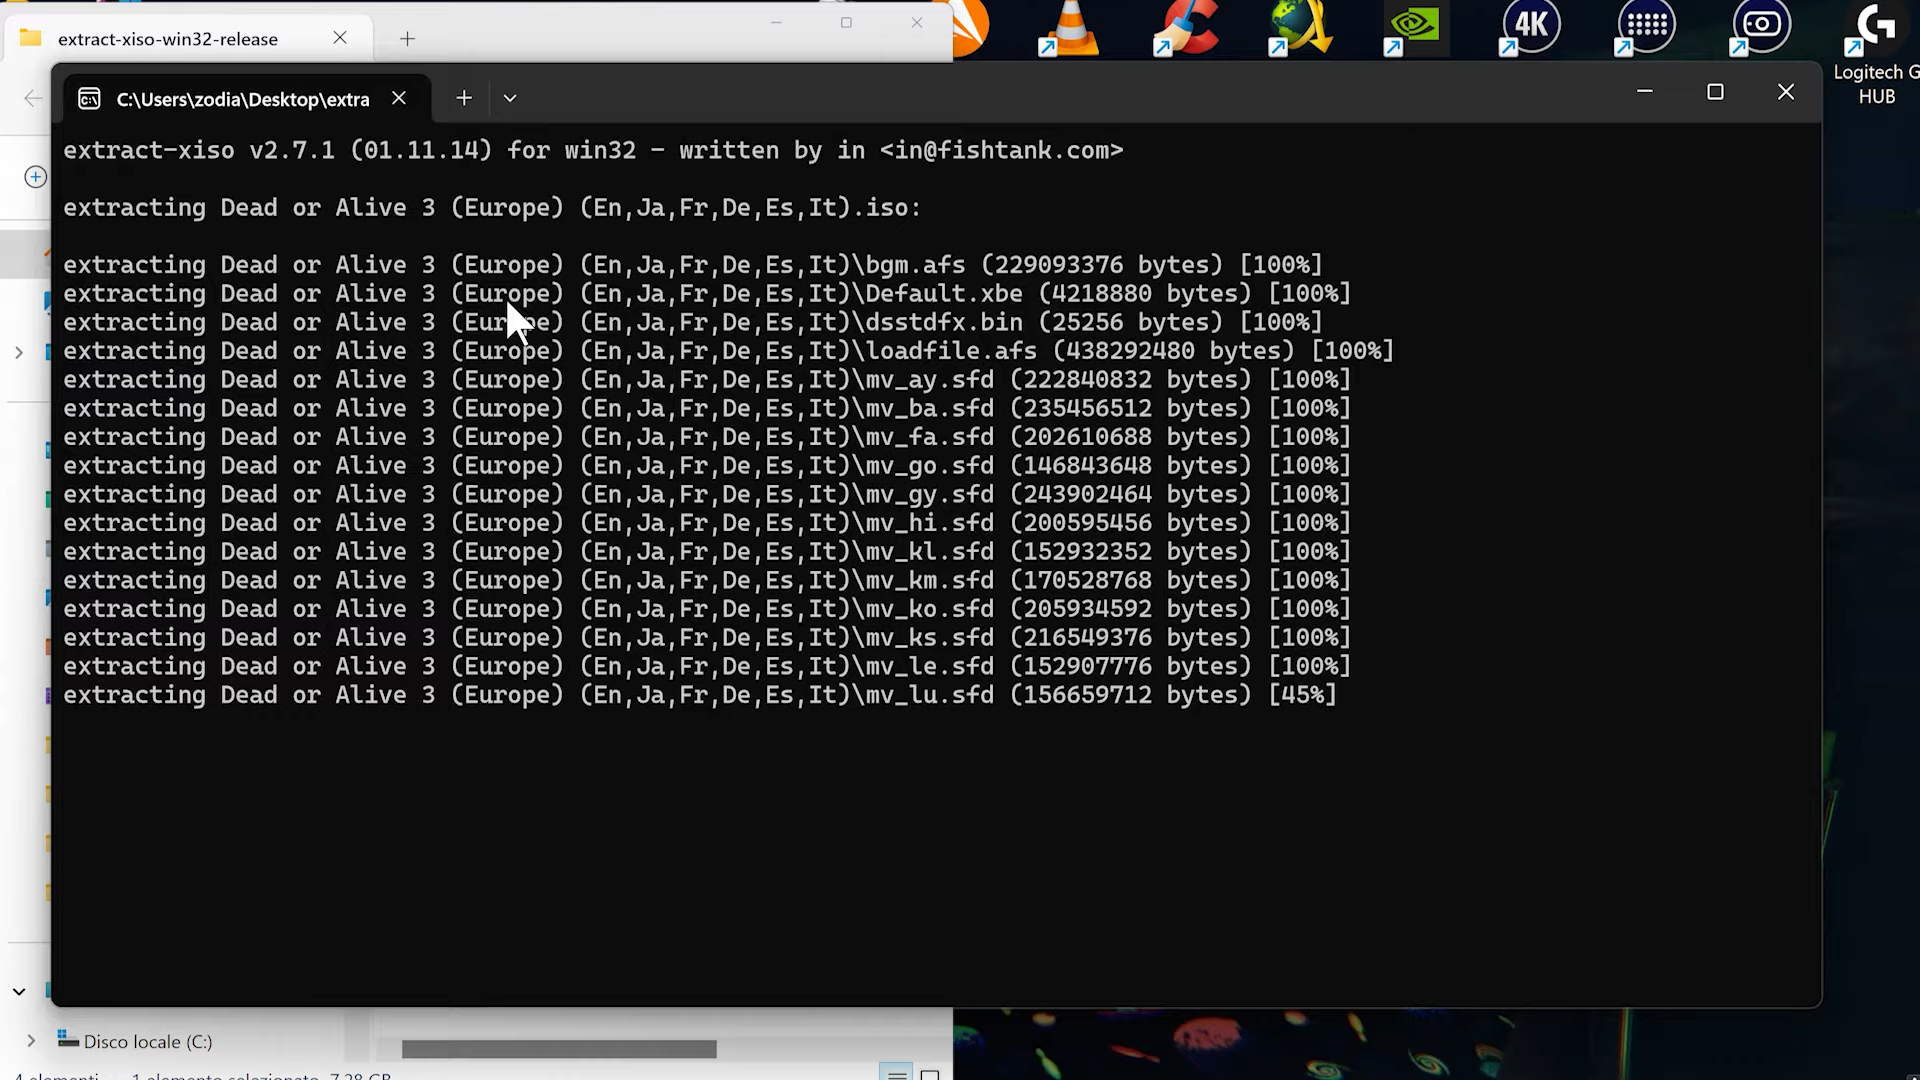 extract-xiso-win32-release
4K
Logitech G
HUB
C:\Users\zodia\Desktop\extra
extract-xiso v2.7.1 (01.11.14) for win32 - written by in <in@fishtank.com>
extracting Dead or Alive 3 (Europe) (En,Ja,Fr,De,Es,It).iso:
extracting Dead or Alive 3 (Europe) (En,Ja,Fr,De,Es,It)\bgm.afs (229093376 bytes) [100%]
extracting Dead or Alive 3 (Europe) (En,Ja,Fr,De,Es,It)\Default.xbe (4218880 bytes) [100%]
extracting Dead or Alive 3 (Europe) (En,Ja,Fr,De,Es,It)\dsstdfx.bin (25256 bytes) [100%]
extracting Dead or Alive 3 (Europe) (En,Ja,Fr,De,Es,It)\loadfile.afs (438292480 bytes) [100%]
extracting Dead or Alive 3 (Europe) (En,Ja,Fr,De,Es,It)\mv_ay.sfd (222840832 bytes) [100%]
extracting Dead or Alive 3 (Europe) (En,Ja,Fr,De,Es,It)\mv_ba.sfd (235456512 bytes) [100%]
extracting Dead or Alive 3 (Europe) (En,Ja,Fr,De,Es,It)\mv_fa.sfd (202610688 bytes) [100%]
extracting Dead or Alive 3 (Europe) (En,Ja,Fr,De,Es,It)\mv_go.sfd (146843648 bytes) [100%]
extracting Dead or Alive 3 (Europe) (En,Ja,Fr,De,Es,It)\mv_gy.sfd (243902464 bytes) [100%]
extracting Dead or Alive 3 (Europe) (En,Ja,Fr,De,Es,It)\mv_hi.sfd (200595456 bytes) [100%]
extracting Dead or Alive 3 (Europe) (En,Ja,Fr,De,Es,It)\mv_kl.sfd (152932352 bytes) [100%]
extracting Dead or Alive 3 (Europe) (En,Ja,Fr,De,Es,It)\mv_km.sfd (170528768 bytes) [100%]
extracting Dead or Alive 3 (Europe) (En,Ja,Fr,De,Es,It)\mv_ko.sfd (205934592 bytes) [100%]
extracting Dead or Alive 3 (Europe) (En,Ja,Fr,De,Es,It)\mv_ks.sfd (216549376 bytes) [100%]
extracting Dead or Alive 3 (Europe) (En,Ja,Fr,De,Es,It)\mv_le.sfd (152907776 bytes) [100%]
extracting Dead or Alive 3 (Europe) (En,Ja,Fr,De,Es,It)\mv_lu.sfd (156659712 bytes) [45%]
Disco locale (C:)
4 elementi 1 elemento selezionato 7,28 GB